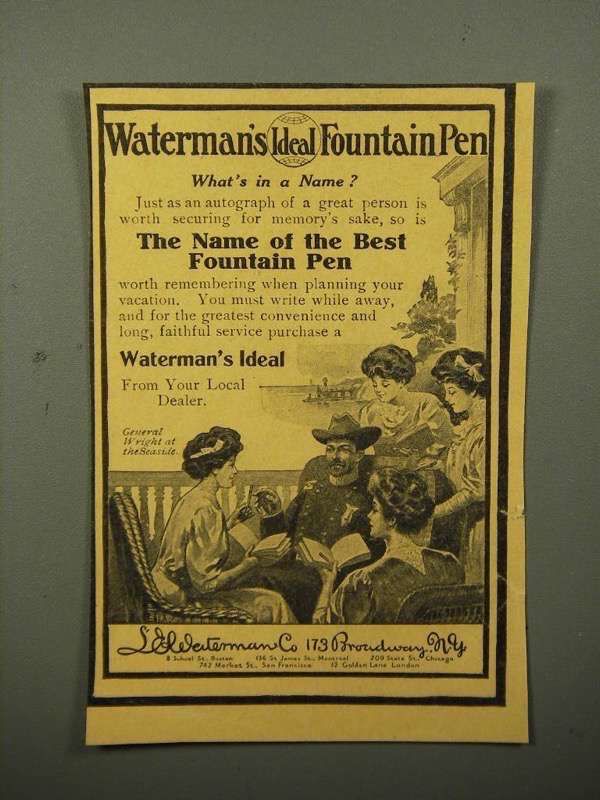 Waterman's Ideal Fountain Pen
What's in a Name?
Just as an autograph of a great person is
worth securing for memory's sake, so is
The Name of the Best
Fountain Pen
worth remembering when planning your
vacation. You must write while away,
and for the greatest convenience and
long, faithful service purchase a
Waterman's Ideal
From Your Local
Dealer.
General
Wright at
the Seaside.
L E Waterman Co 173 Broadway, N.Y.
8 School St., Boston 136 St James St., Montreal 209 State St., Chicago
742 Market St., San Francisco 12 Golden Lane London